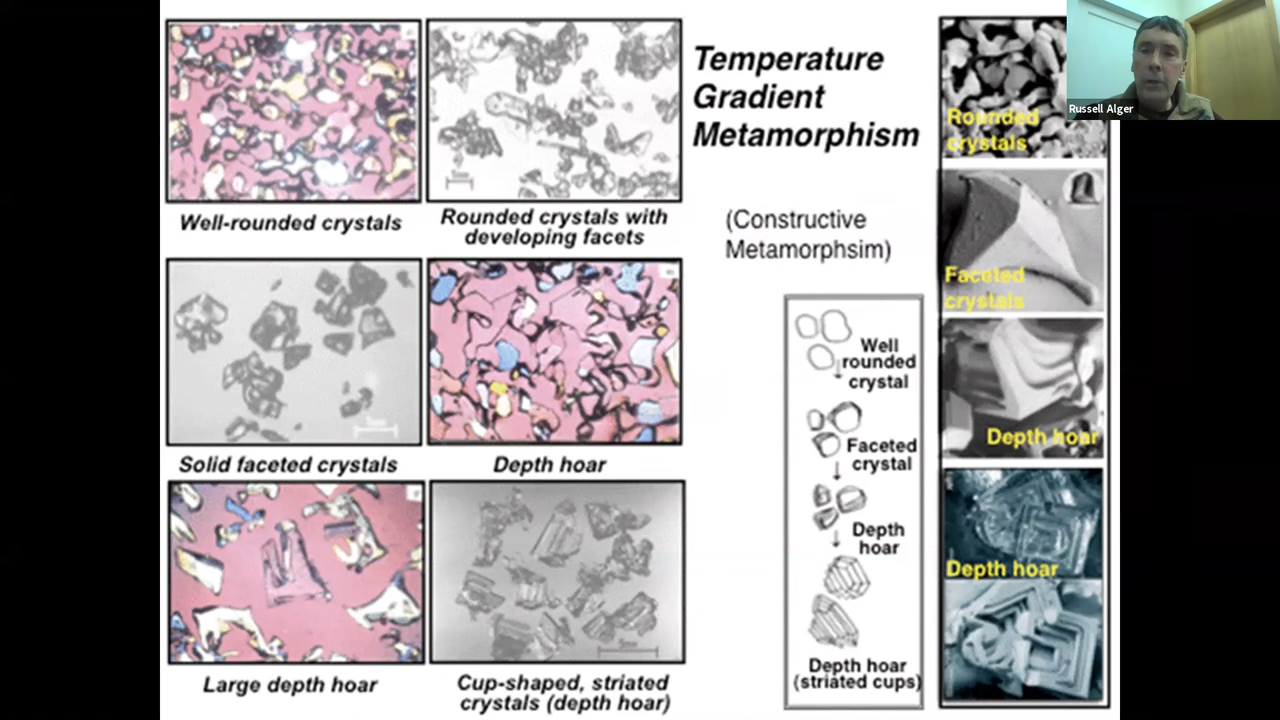 Temperature
Gradient
Metamorphism
(Constructive
Metamorphsim)
Well-rounded crystals
Rounded crystals with
developing facets
Solid faceted crystals
Depth hoar
Large depth hoar
Cup-shaped, striated
crystals (depth hoar)
Well
rounded
crystal
Faceted
crystal
Depth
hoar
Depth hoar
(striated cups)
Rounded
crystals
Faceted
crystals
Depth hoar
Depth hoar
Russell Alger